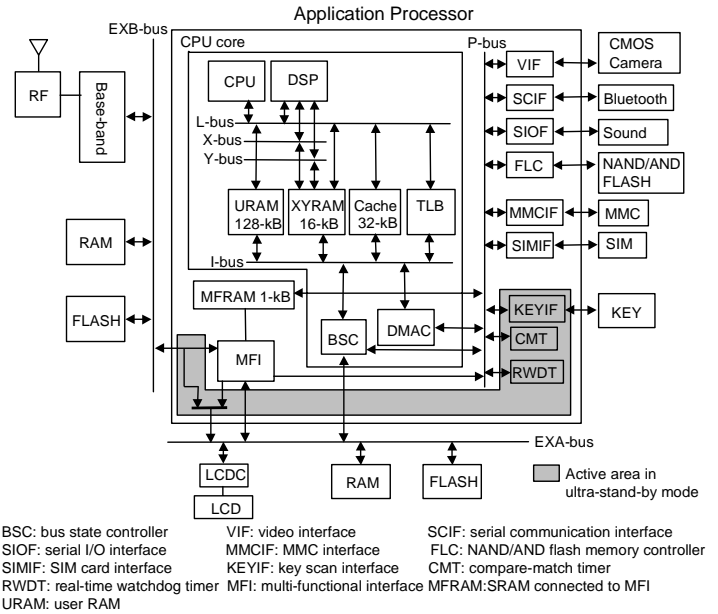 Application Processor
EXB-bus
CPU core
P-bus
RF
Base-band
CPU
DSP
VIF
CMOS
Camera
SCIF
Bluetooth
L-bus
X-bus
Y-bus
SIOF
Sound
FLC
NAND/AND
FLASH
URAM
128-kB
XYRAM
16-kB
Cache
32-kB
TLB
MMCIF
MMC
RAM
SIMIF
SIM
I-bus
MFRAM 1-kB
FLASH
KEYIF
KEY
BSC
DMAC
CMT
MFI
RWDT
EXA-bus
LCDC
LCD
RAM
FLASH
Active area in
ultra-stand-by mode
BSC: bus state controller VIF: video interface SCIF: serial communication interface
SIOF: serial I/O interface MMCIF: MMC interface FLC: NAND/AND flash memory controller
SIMIF: SIM card interface KEYIF: key scan interface CMT: compare-match timer
RWDT: real-time watchdog timer MFI: multi-functional interface MFRAM:SRAM connected to MFI
URAM: user RAM